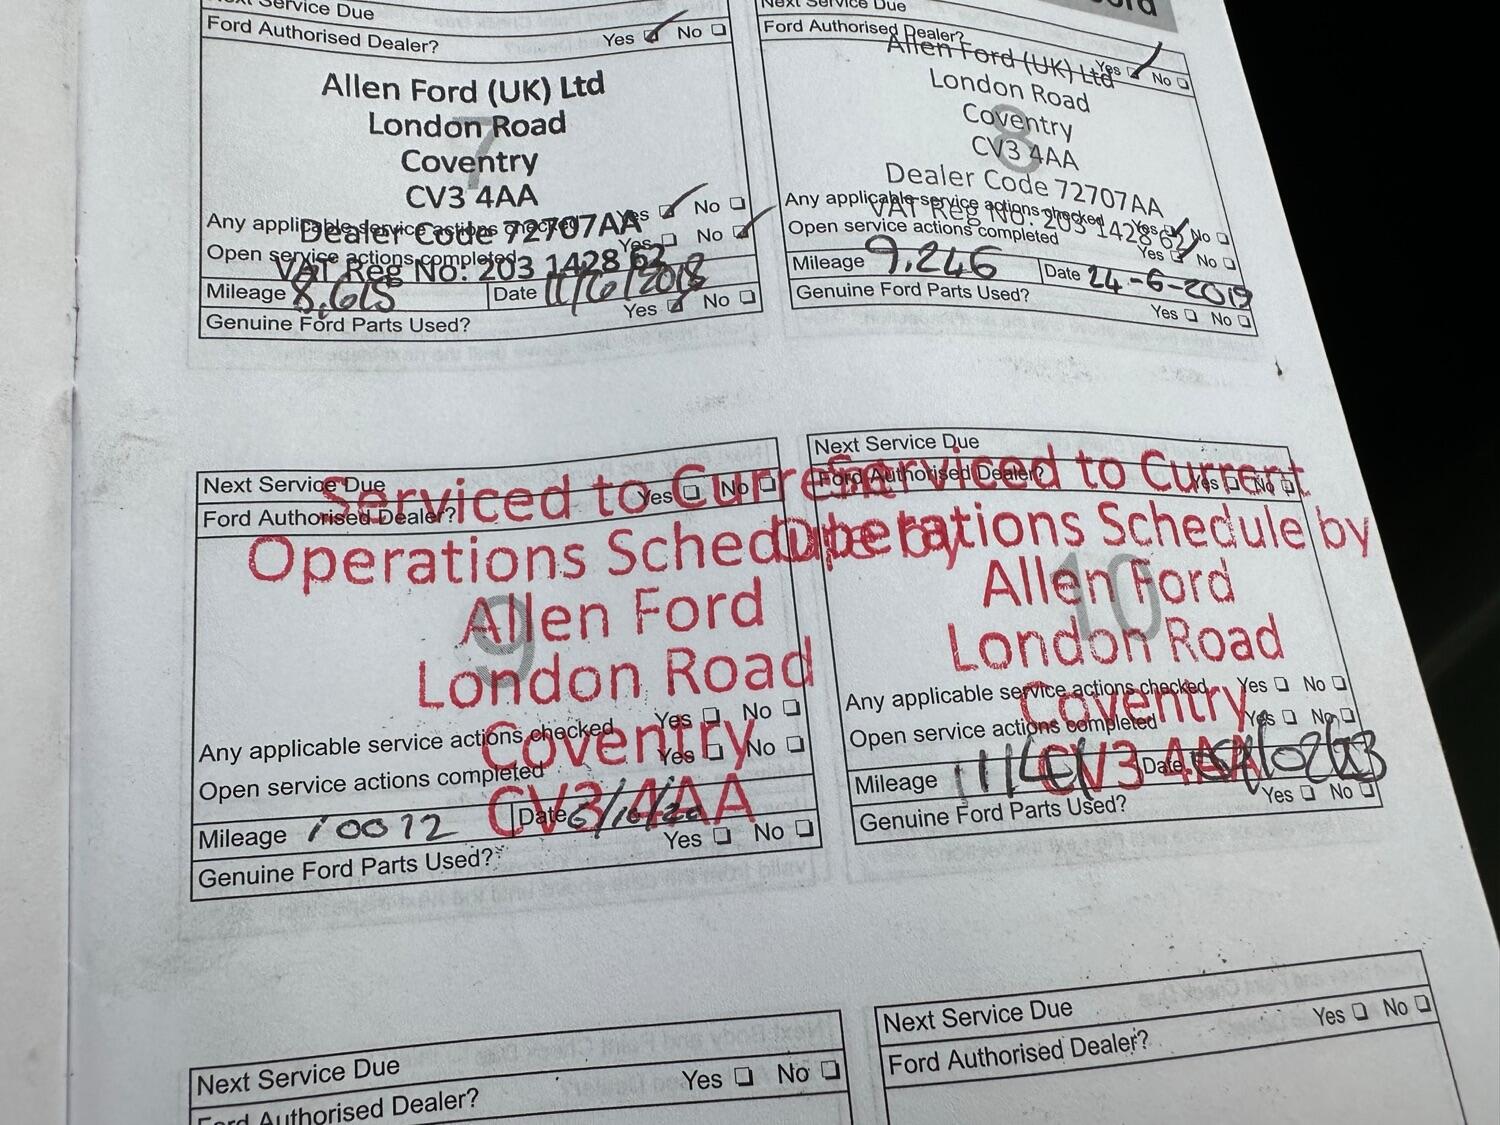 Next Service Due
Ford Authorised Dealer? Yes No
Allen Ford (UK) Ltd
London Road
7
Coventry
CV3 4AA
Any applicable service actions checked Yes No
Dealer Code 72707AA
Open service actions completed Yes No
VAT Reg No: 203 1428 62
Mileage 8,615 Date 11/6/2018
Genuine Ford Parts Used? Yes No
Next Service Due
Ford Authorised Dealer? Yes No
Allen Ford (UK) Ltd
London Road
Coventry
8
CV3 4AA
Dealer Code 72707AA
Any applicable service actions checked Yes No
VAT Reg No: 203 1428 62
Open service actions completed Yes No
Mileage 9,246 Date 24-6-2019
Genuine Ford Parts Used? Yes No
Next Service Due
Serviced to Current
Ford Authorised Dealer? Yes No
Operations Schedule by
Allen Ford
9
London Road
Any applicable service actions checked Yes No
Coventry
Open service actions completed Yes No
CV3 4AA
Mileage 10072 Date 6/10/20
Genuine Ford Parts Used? Yes No
Next Service Due
Serviced to Current
Ford Authorised Dealer? Yes No
Operations Schedule by
Allen Ford
10
London Road
Any applicable service actions checked Yes No
Coventry
Open service actions completed Yes No
CV3 4AA
Mileage Date
Genuine Ford Parts Used? Yes No
Next Service Due
Ford Authorised Dealer? Yes No
Next Service Due
Ford Authorised Dealer? Yes No